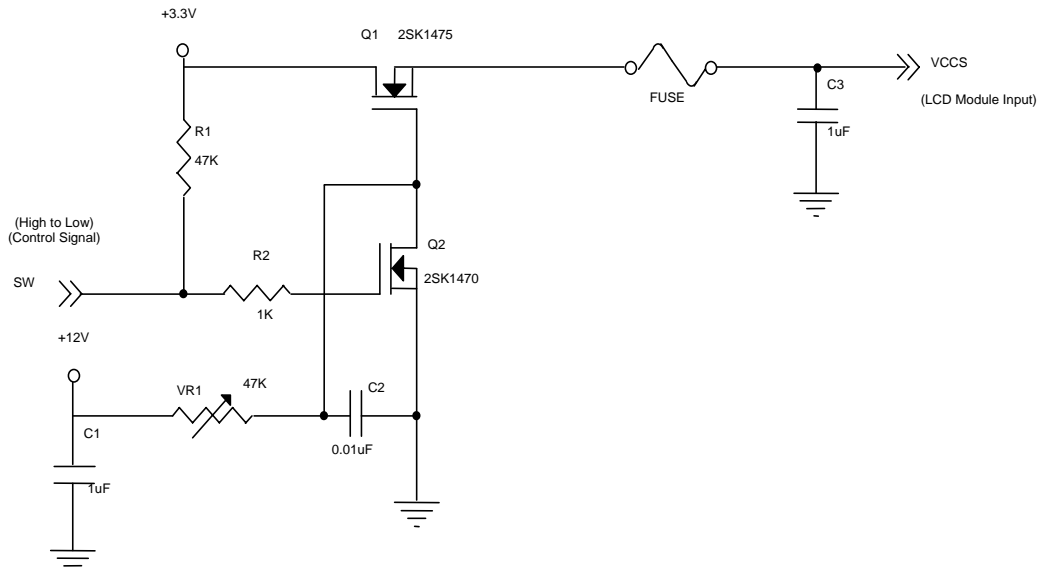 +3.3V
Q1 2SK1475
VCCS
FUSE
C3
(LCD Module Input)
1uF
R1
47K
(High to Low)
(Control Signal)
R2
Q2
SW
2SK1470
1K
+12V
VR1
47K
C2
C1
0.01uF
1uF